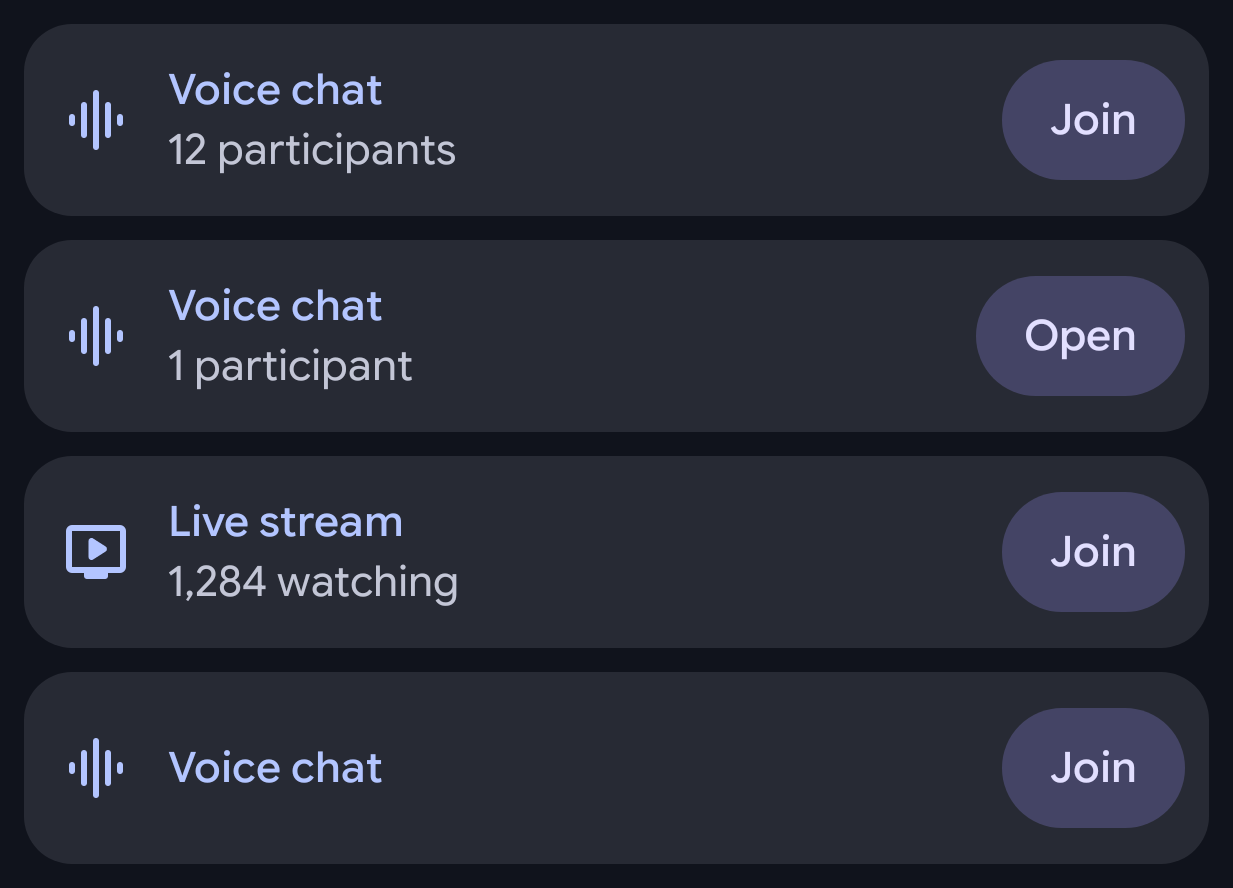 Voice chat
12 participants
Join
Voice chat
1 participant
Open
Live stream
1,284 watching
Join
Voice chat
Join